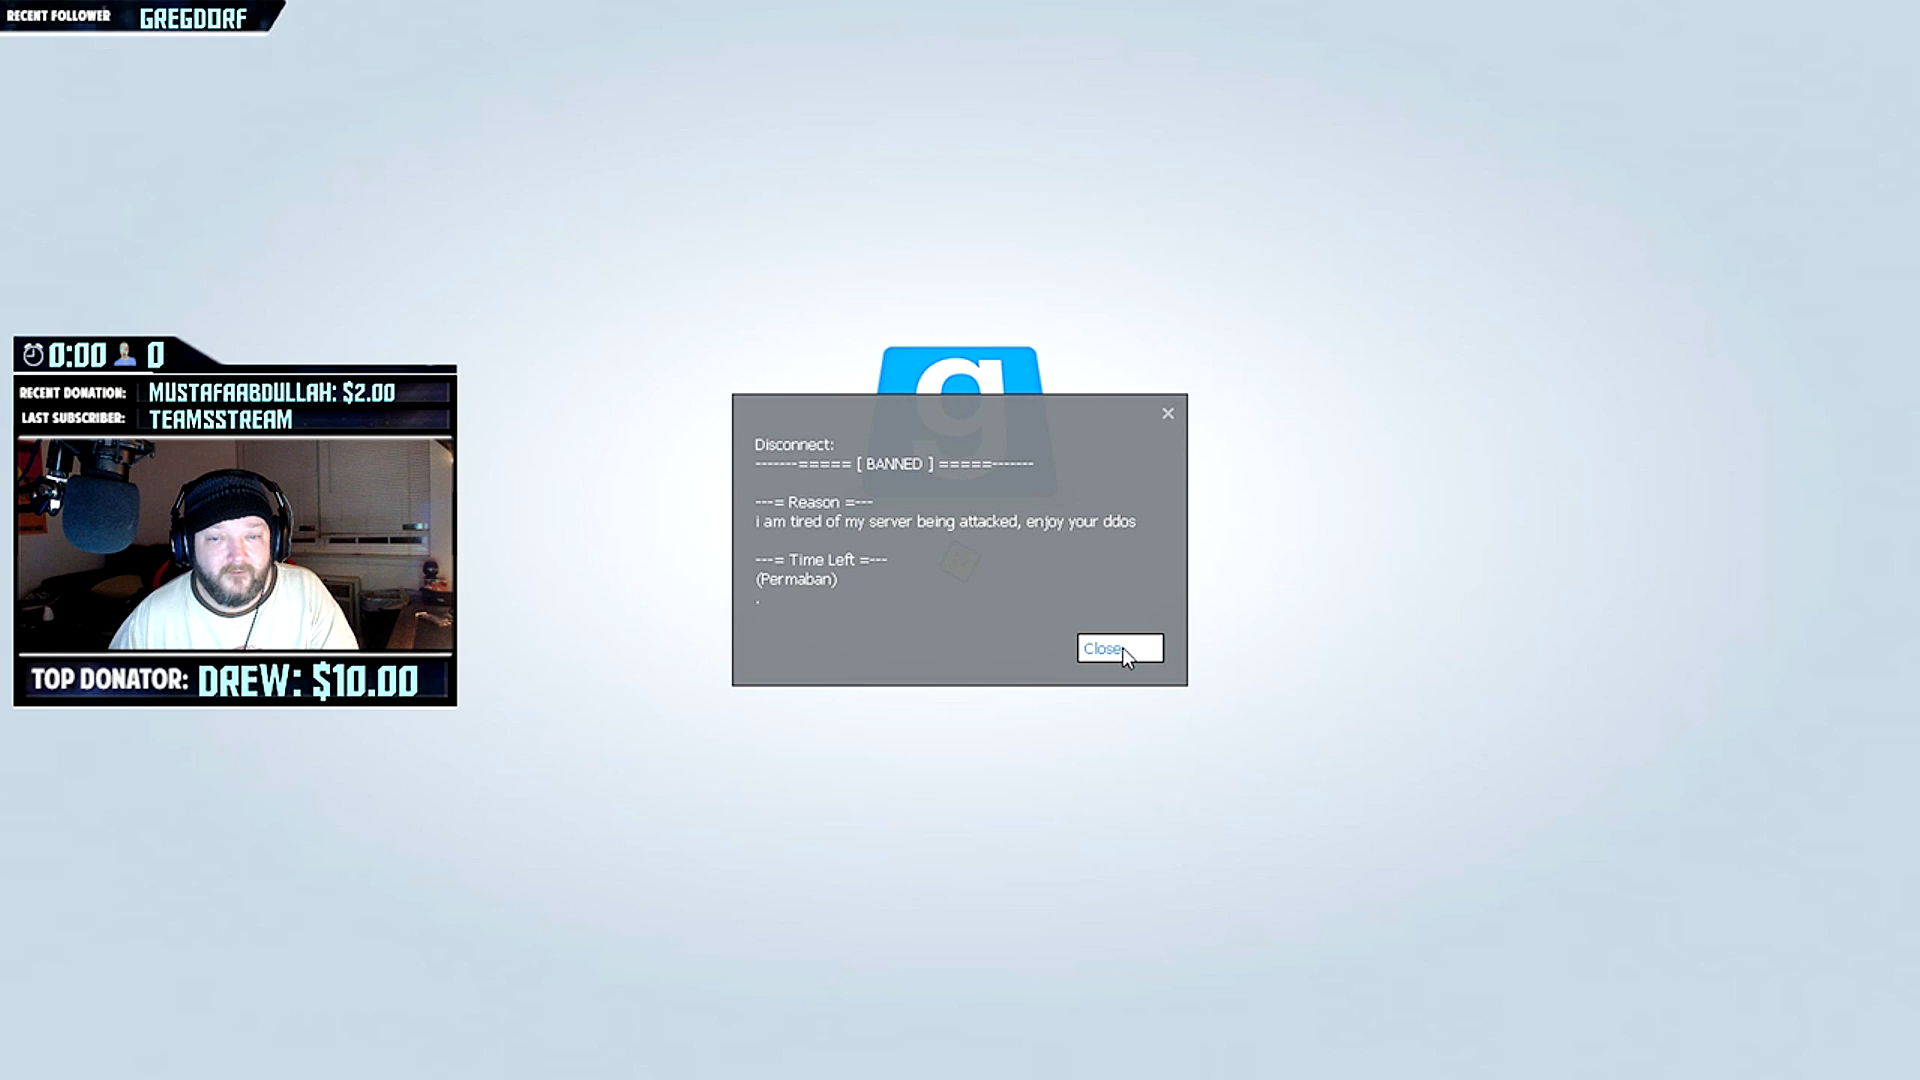 RECENT FOLLOWER GREGDORF
0:00 0
RECENT DONATION: MUSTAFAABDULLAH: $2.00
LAST SUBSCRIBER: TEAMSSTREAM
TOP DONATOR: DREW: $10.00
g
×
Disconnect:
-------===== [ BANNED ] =====-------
---= Reason =---
i am tired of my server being attacked, enjoy your ddos
---= Time Left =---
(Permaban)
.
Close